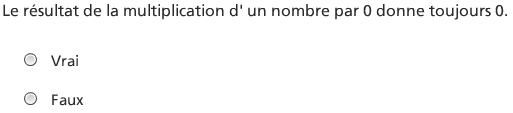 Le résultat de la multiplication d' un nombre par 0 donne toujours 0.
Vrai
Faux